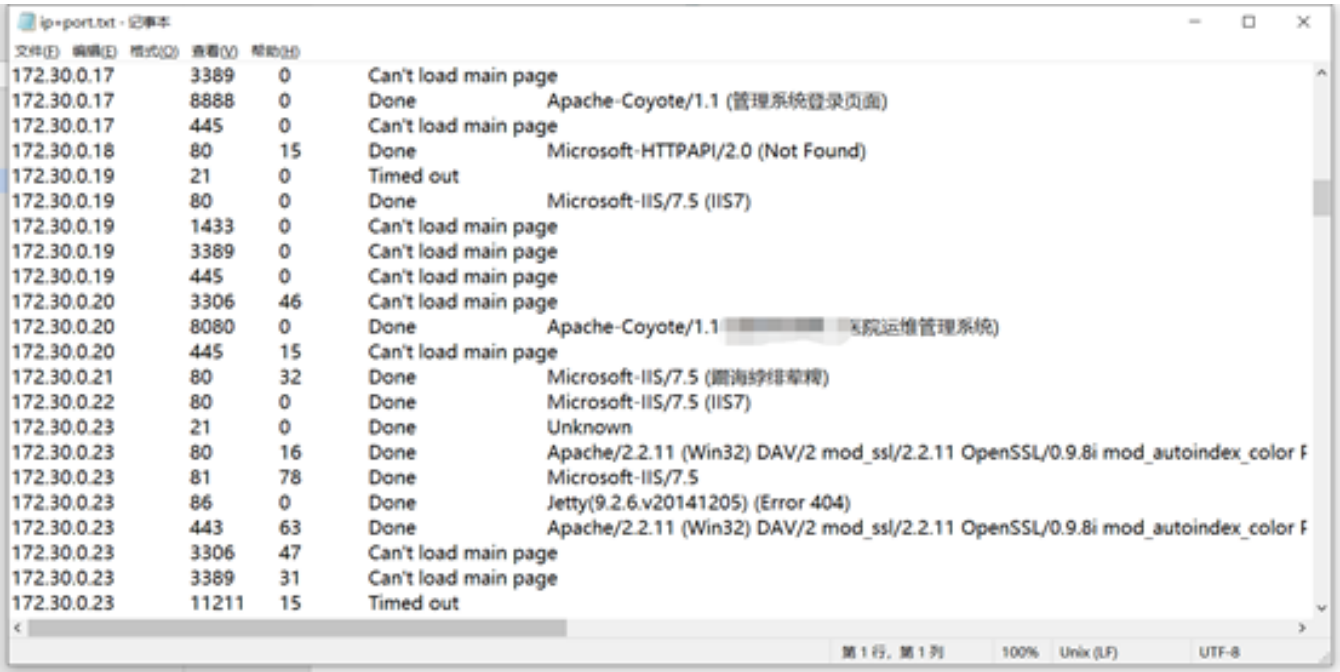 ip+port.txt - 记事本
文件(F) 编辑(E) 格式(O) 查看(V) 帮助(H)
172.30.0.17 3389 0 Can't load main page
172.30.0.17 8888 0 Done Apache-Coyote/1.1 (管理系统登录页面)
172.30.0.17 445 0 Can't load main page
172.30.0.18 80 15 Done Microsoft-HTTPAPI/2.0 (Not Found)
172.30.0.19 21 0 Timed out
172.30.0.19 80 0 Done Microsoft-IIS/7.5 (IIS7)
172.30.0.19 1433 0 Can't load main page
172.30.0.19 3389 0 Can't load main page
172.30.0.19 445 0 Can't load main page
172.30.0.20 3306 46 Can't load main page
172.30.0.20 8080 0 Done Apache-Coyote/1.1 医院运维管理系统)
172.30.0.20 445 15 Can't load main page
172.30.0.21 80 32 Done Microsoft-IIS/7.5
172.30.0.22 80 0 Done Microsoft-IIS/7.5 (IIS7)
172.30.0.23 21 0 Done Unknown
172.30.0.23 80 16 Done Apache/2.2.11 (Win32) DAV/2 mod_ssl/2.2.11 OpenSSL/0.9.8i mod_autoindex_color
172.30.0.23 81 78 Done Microsoft-IIS/7.5
172.30.0.23 86 0 Done Jetty(9.2.6.v20141205) (Error 404)
172.30.0.23 443 63 Done Apache/2.2.11 (Win32) DAV/2 mod_ssl/2.2.11 OpenSSL/0.9.8i mod_autoindex_color
172.30.0.23 3306 47 Can't load main page
172.30.0.23 3389 31 Can't load main page
172.30.0.23 11211 15 Timed out
第 1 行，第 1 列 100% Unix (LF) UTF-8